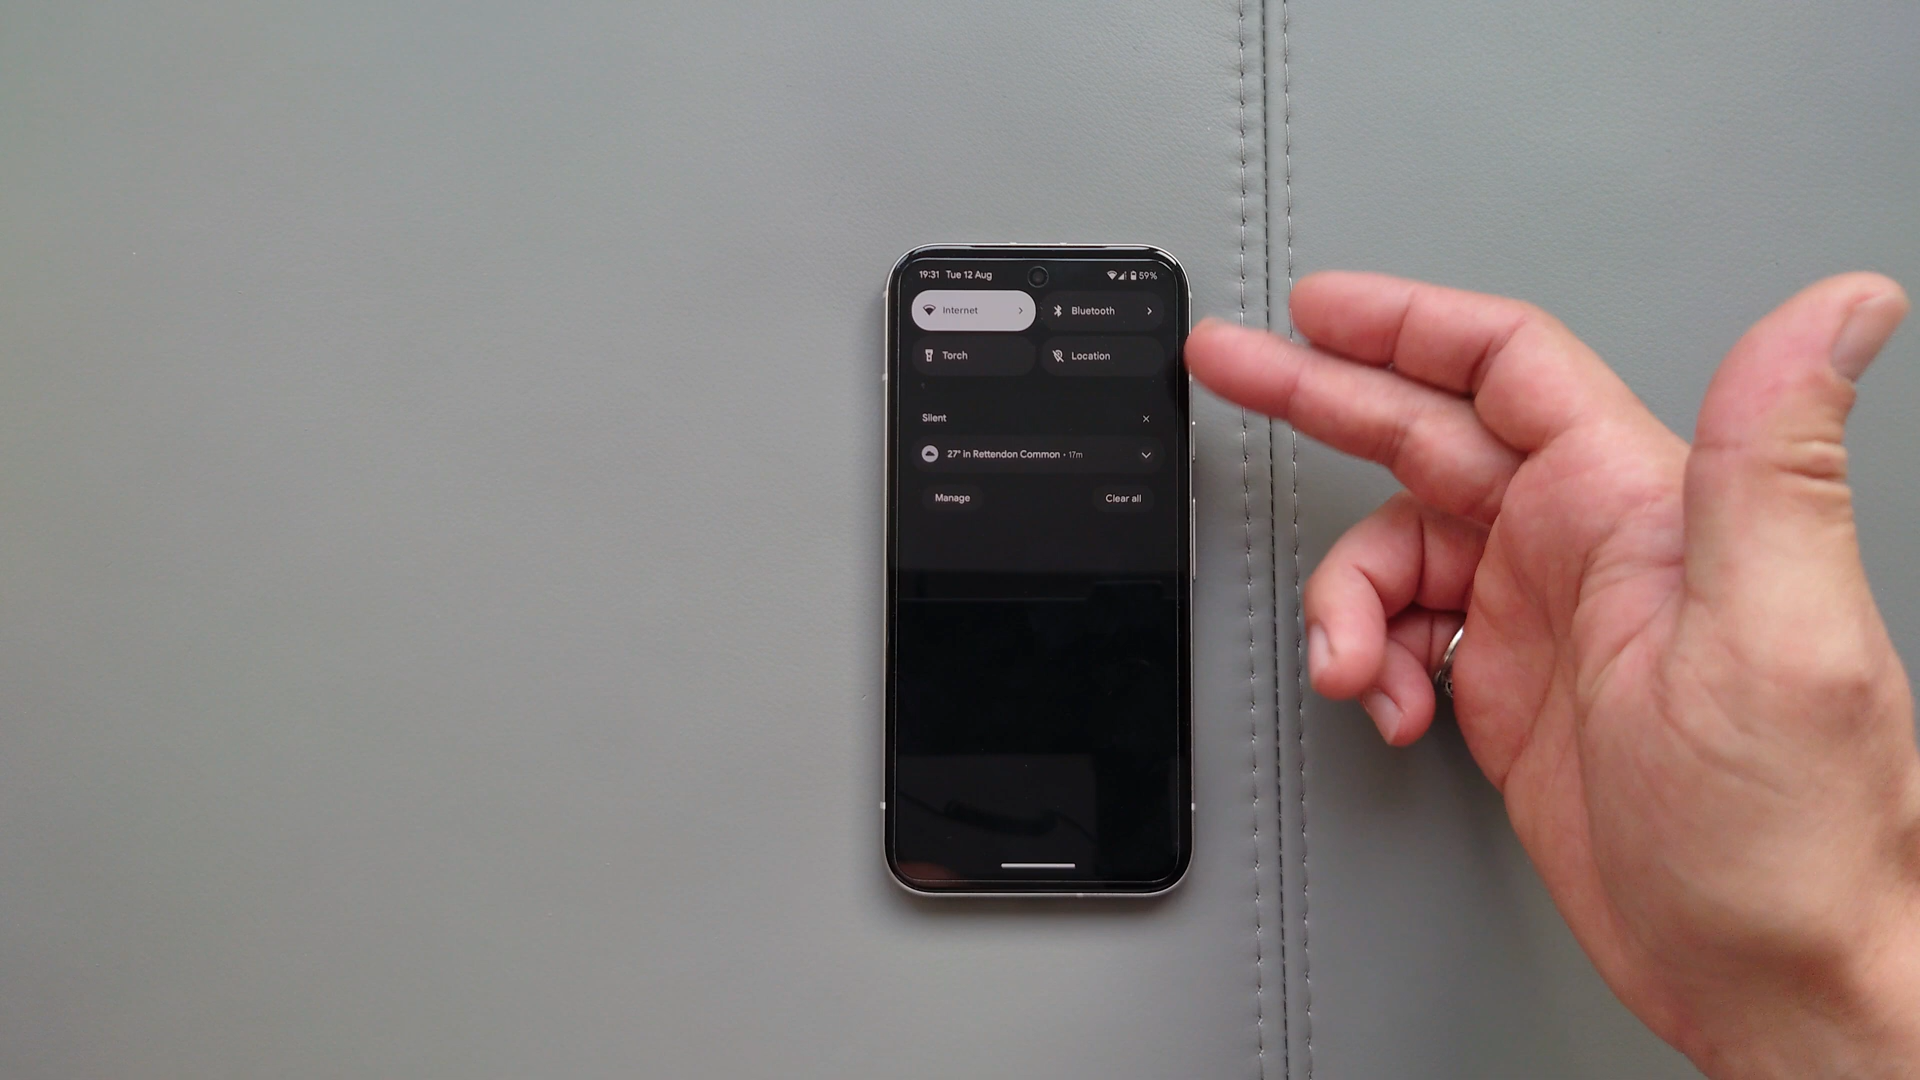 19:31 Tue 12 Aug 59%
Internet Bluetooth
Torch Location
Silent
27° in Rettendon Common • 17m
Manage Clear all